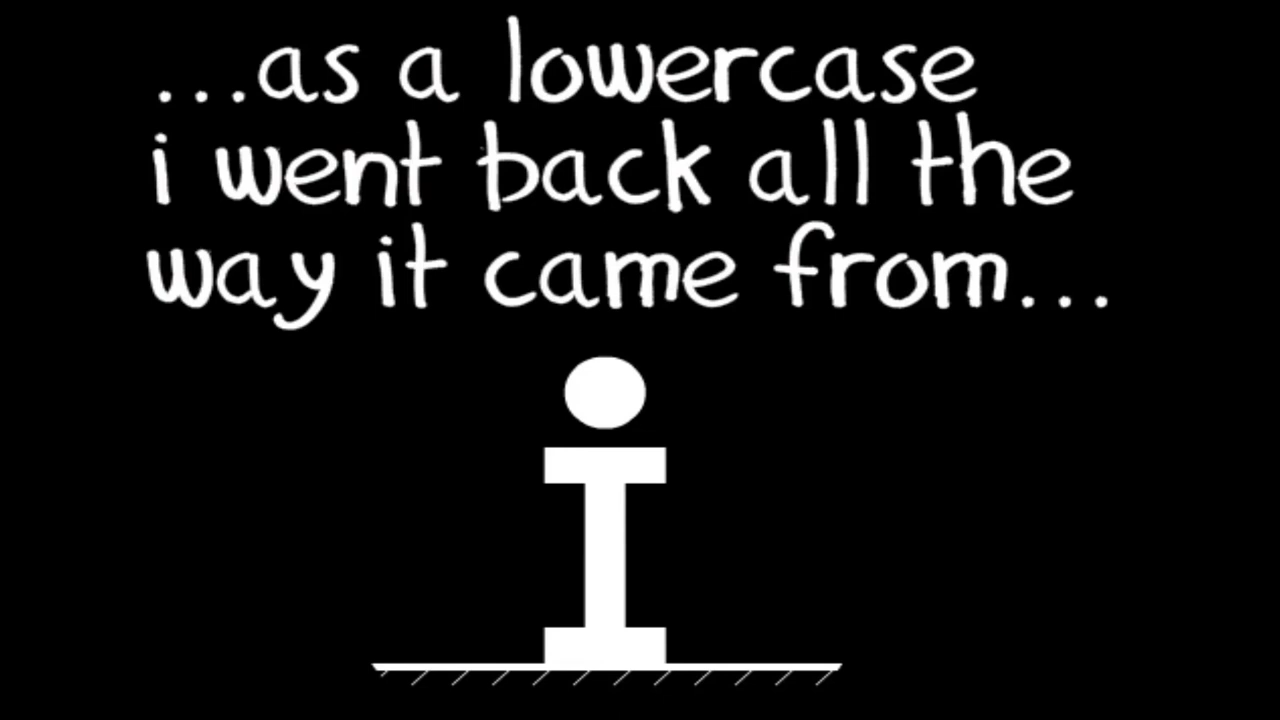 ...as a lowercase
i went back all the
way it came from...